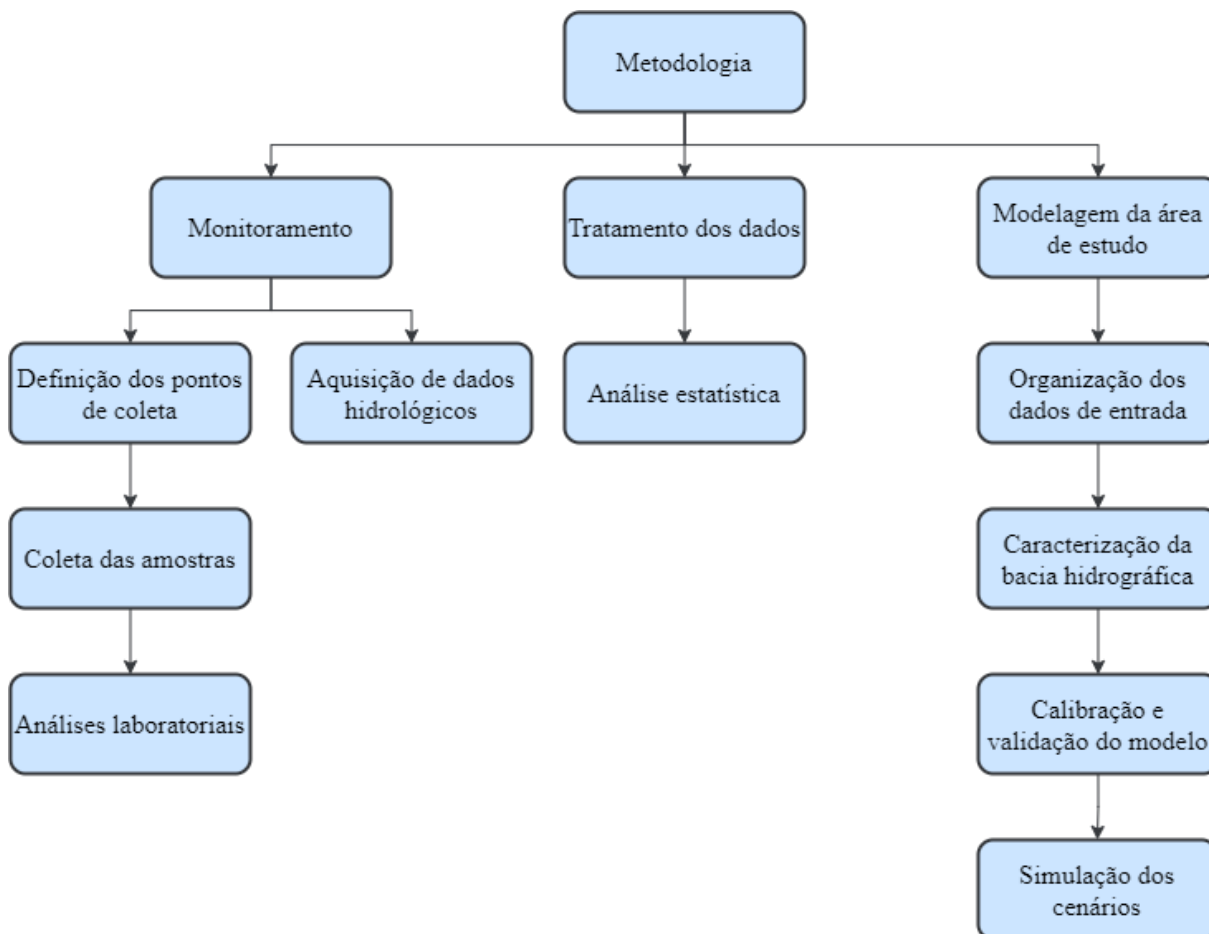 Metodologia
Monitoramento
Tratamento dos dados
Modelagem da área
de estudo
Definição dos pontos
de coleta
Aquisição de dados
hidrológicos
Análise estatística
Organização dos
dados de entrada
Coleta das amostras
Caracterização da
bacia hidrográfica
Análises laboratoriais
Calibração e
validação do modelo
Simulação dos
cenários